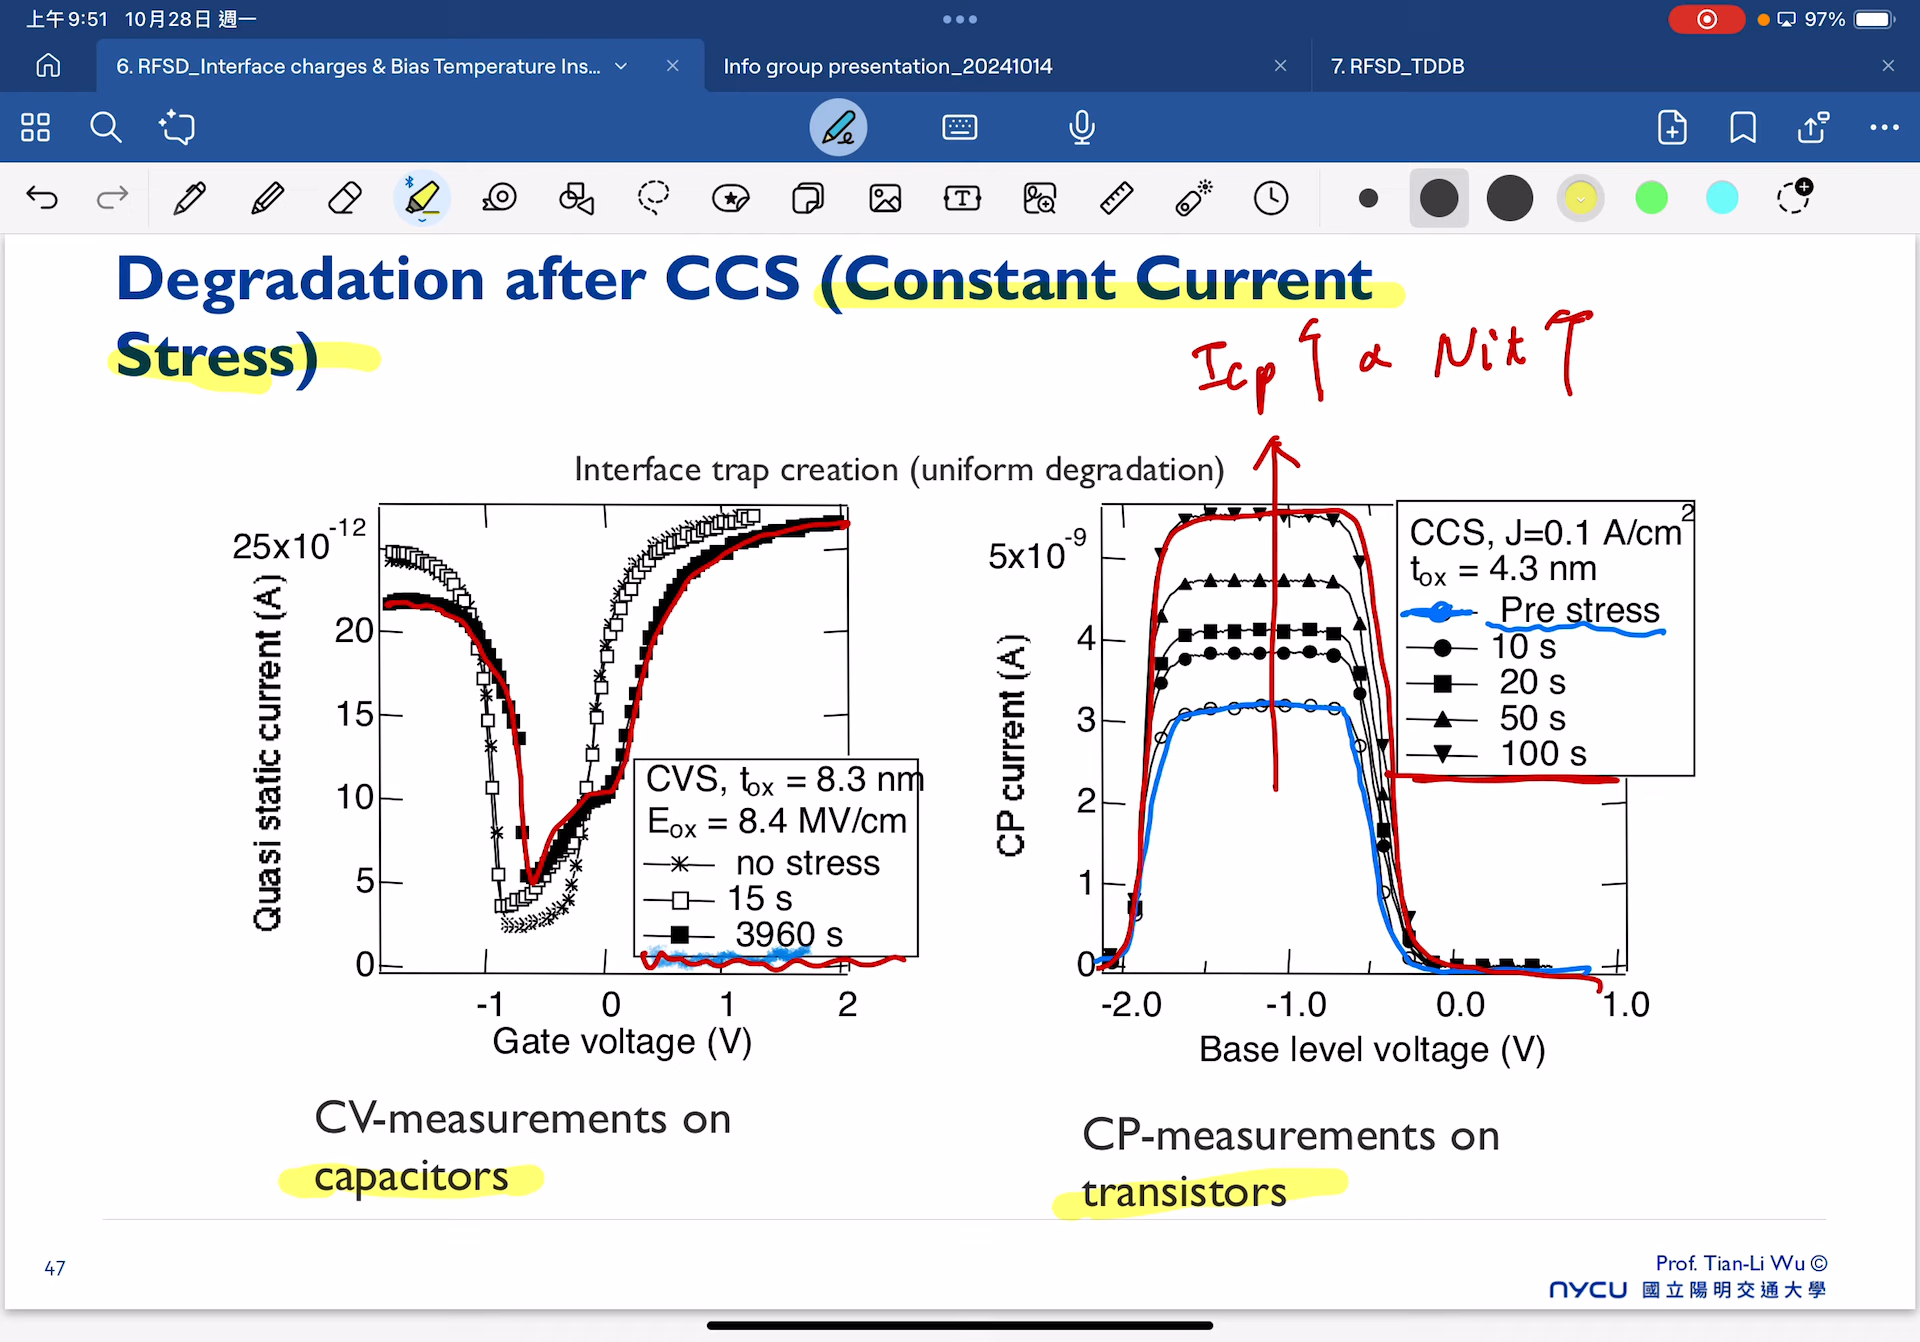 上午9:51 10月28日 週一
97%
6. RFSD_Interface charges & Bias Temperature Ins...
Info group presentation_20241014
7. RFSD_TDDB
Degradation after CCS (Constant Current
Stress)
Icp ↑ ∝ Nit ↑
Interface trap creation (uniform degradation)
Quasi static current (A)
25x10-12
20
15
10
5
0
-1 0 1 2
Gate voltage (V)
CVS, tox = 8.3 nm
Eox = 8.4 MV/cm
no stress
15 s
3960 s
CP current (A)
5x10-9
4
3
2
1
0
-2.0 -1.0 0.0 1.0
Base level voltage (V)
CCS, J=0.1 A/cm2
tox = 4.3 nm
Pre stress
10 s
20 s
50 s
100 s
CV-measurements on
capacitors
CP-measurements on
transistors
47
Prof. Tian-Li Wu ©
NYCU 國立陽明交通大學